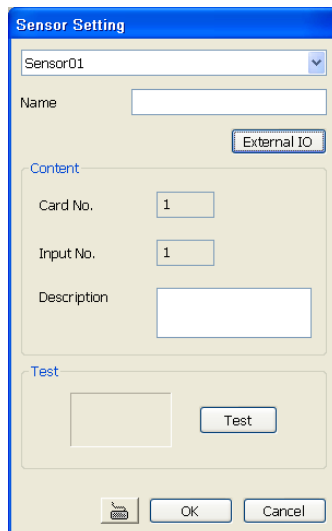 Sensor Setting
Sensor01
Name
External IO
Content
Card No. 1
Input No. 1
Description
Test
Test
OK Cancel